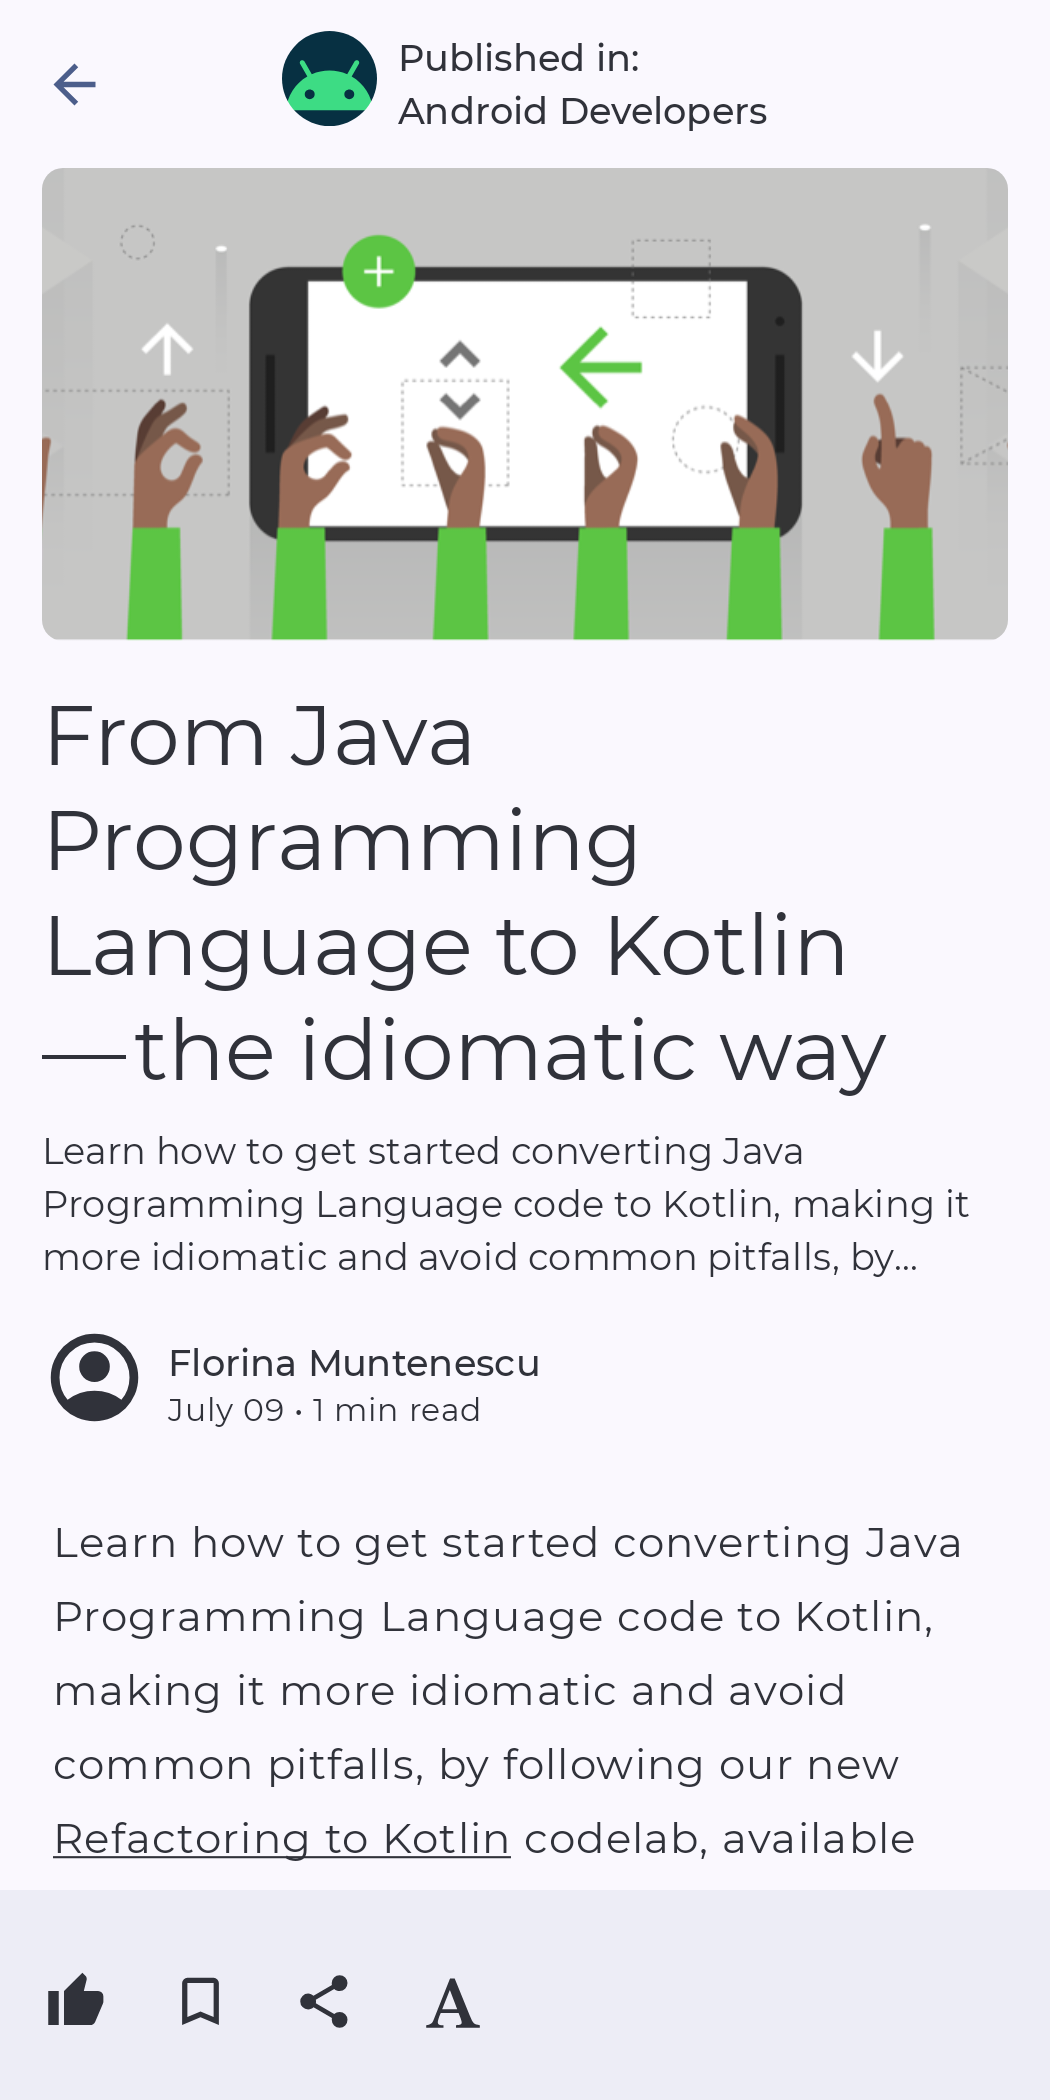 Published in:
Android Developers
From Java
Programming
Language to Kotlin
—the idiomatic way
Learn how to get started converting Java
Programming Language code to Kotlin, making it
more idiomatic and avoid common pitfalls, by…
Florina Muntenescu
July 09 • 1 min read
Learn how to get started converting Java
Programming Language code to Kotlin,
making it more idiomatic and avoid
common pitfalls, by following our new
Refactoring to Kotlin codelab, available
A